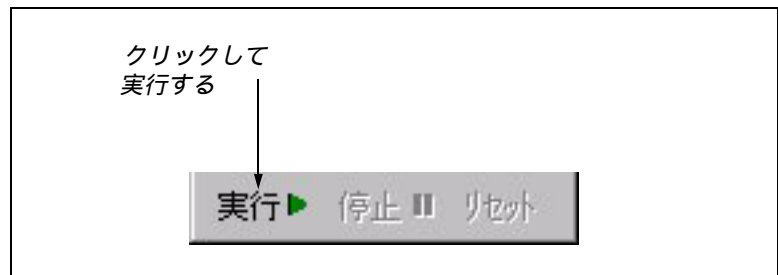 クリックして
実行する
実行 停止 リセット